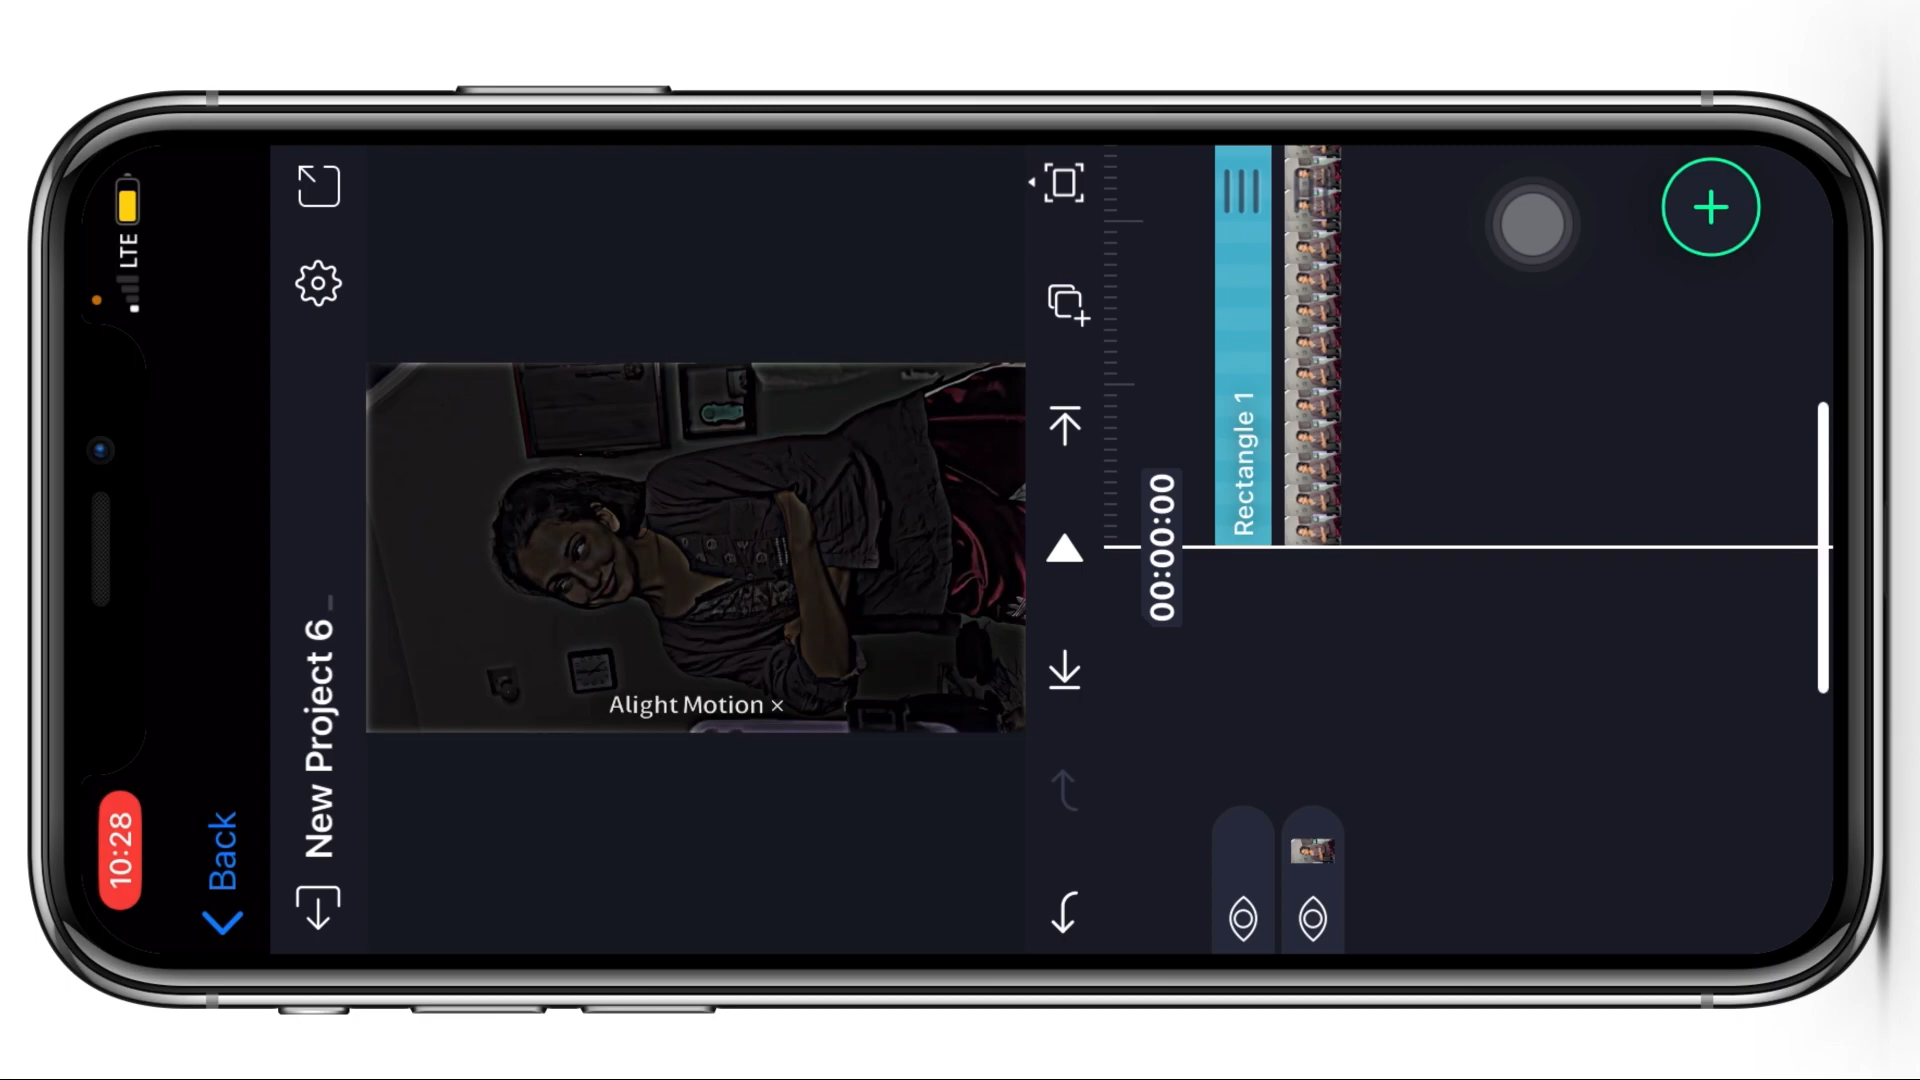 10:28
LTE
Back
New Project 6
Alight Motion ×
00:00:00
Rectangle 1